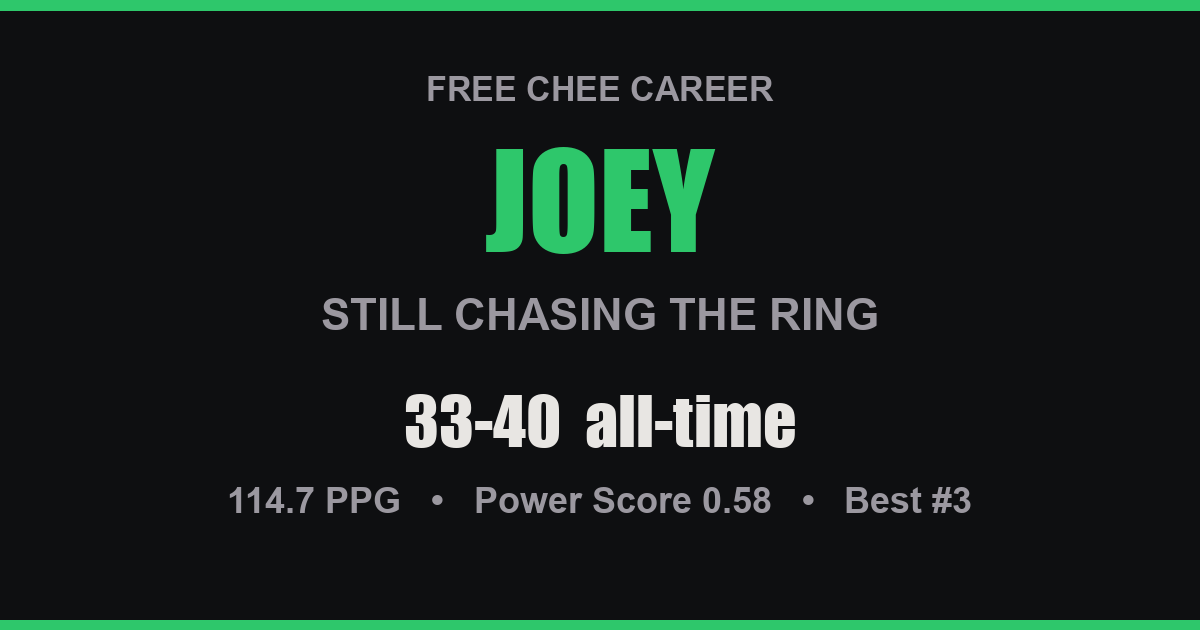 FREE CHEE CAREER
JOEY
STILL CHASING THE RING
33-40 all-time
114.7 PPG • Power Score 0.58 • Best #3